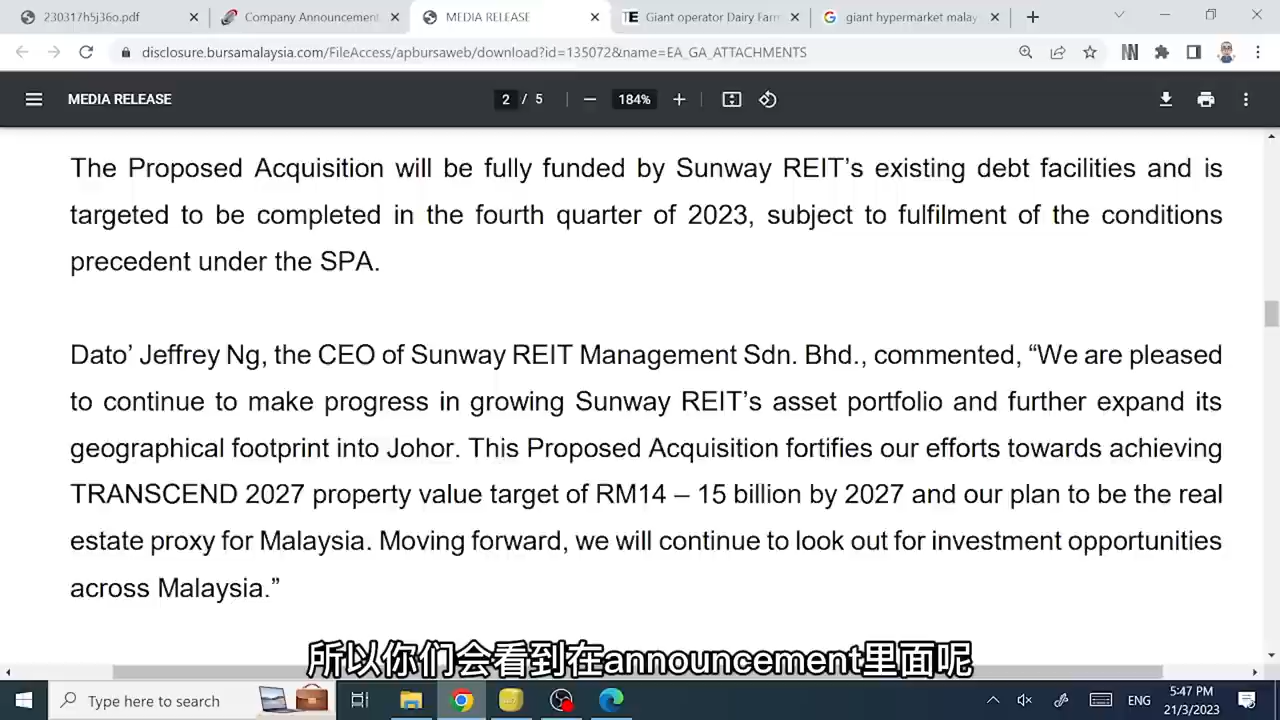 230317h5j36o.pdf
Company Announcement
MEDIA RELEASE
Giant operator Dairy Farm
giant hypermarket malay
disclosure.bursamalaysia.com/FileAccess/apbursaweb/download?id=135072&name=EA_GA_ATTACHMENTS
MEDIA RELEASE
2 / 5
184%
The Proposed Acquisition will be fully funded by Sunway REIT’s existing debt facilities and is
targeted to be completed in the fourth quarter of 2023, subject to fulfilment of the conditions
precedent under the SPA.
Dato’ Jeffrey Ng, the CEO of Sunway REIT Management Sdn. Bhd., commented, “We are pleased
to continue to make progress in growing Sunway REIT’s asset portfolio and further expand its
geographical footprint into Johor. This Proposed Acquisition fortifies our efforts towards achieving
TRANSCEND 2027 property value target of RM14 – 15 billion by 2027 and our plan to be the real
estate proxy for Malaysia. Moving forward, we will continue to look out for investment opportunities
across Malaysia.”
所以你们会看到在announcement里面呢
Type here to search
ENG
5:47 PM
21/3/2023